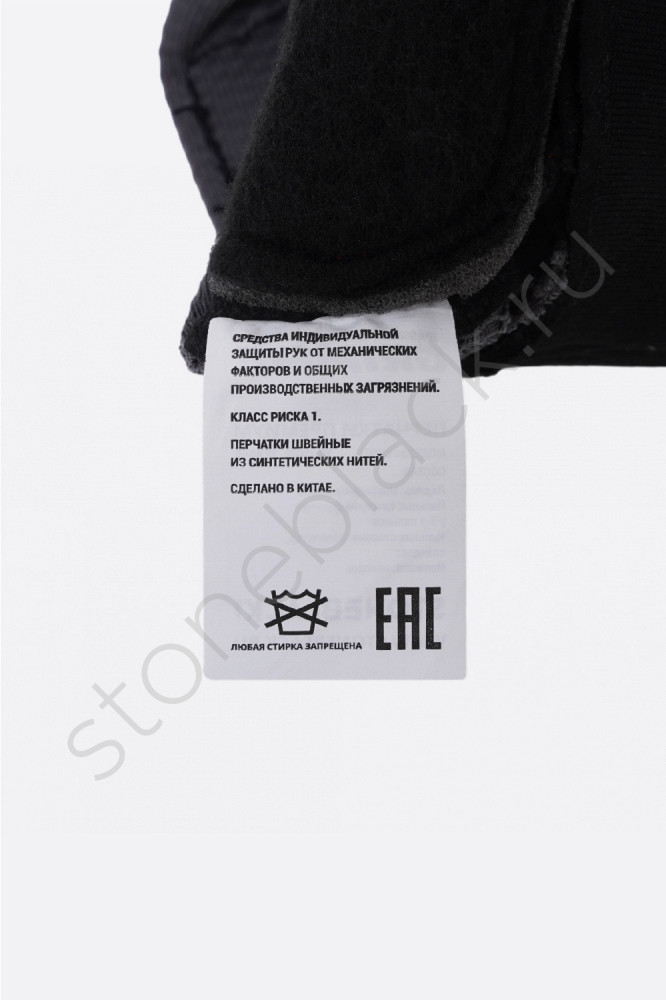 СРЕДСТВА ИНДИВИДУАЛЬНОЙ
ЗАЩИТЫ РУК ОТ МЕХАНИЧЕСКИХ
ФАКТОРОВ И ОБЩИХ
ПРОИЗВОДСТВЕННЫХ ЗАГРЯЗНЕНИЙ.
КЛАСС РИСКА 1.
ПЕРЧАТКИ ШВЕЙНЫЕ
ИЗ СИНТЕТИЧЕСКИХ НИТЕЙ.
СДЕЛАНО В КИТАЕ.
ЛЮБАЯ СТИРКА ЗАПРЕЩЕНА
EAC
stoneblack.ru